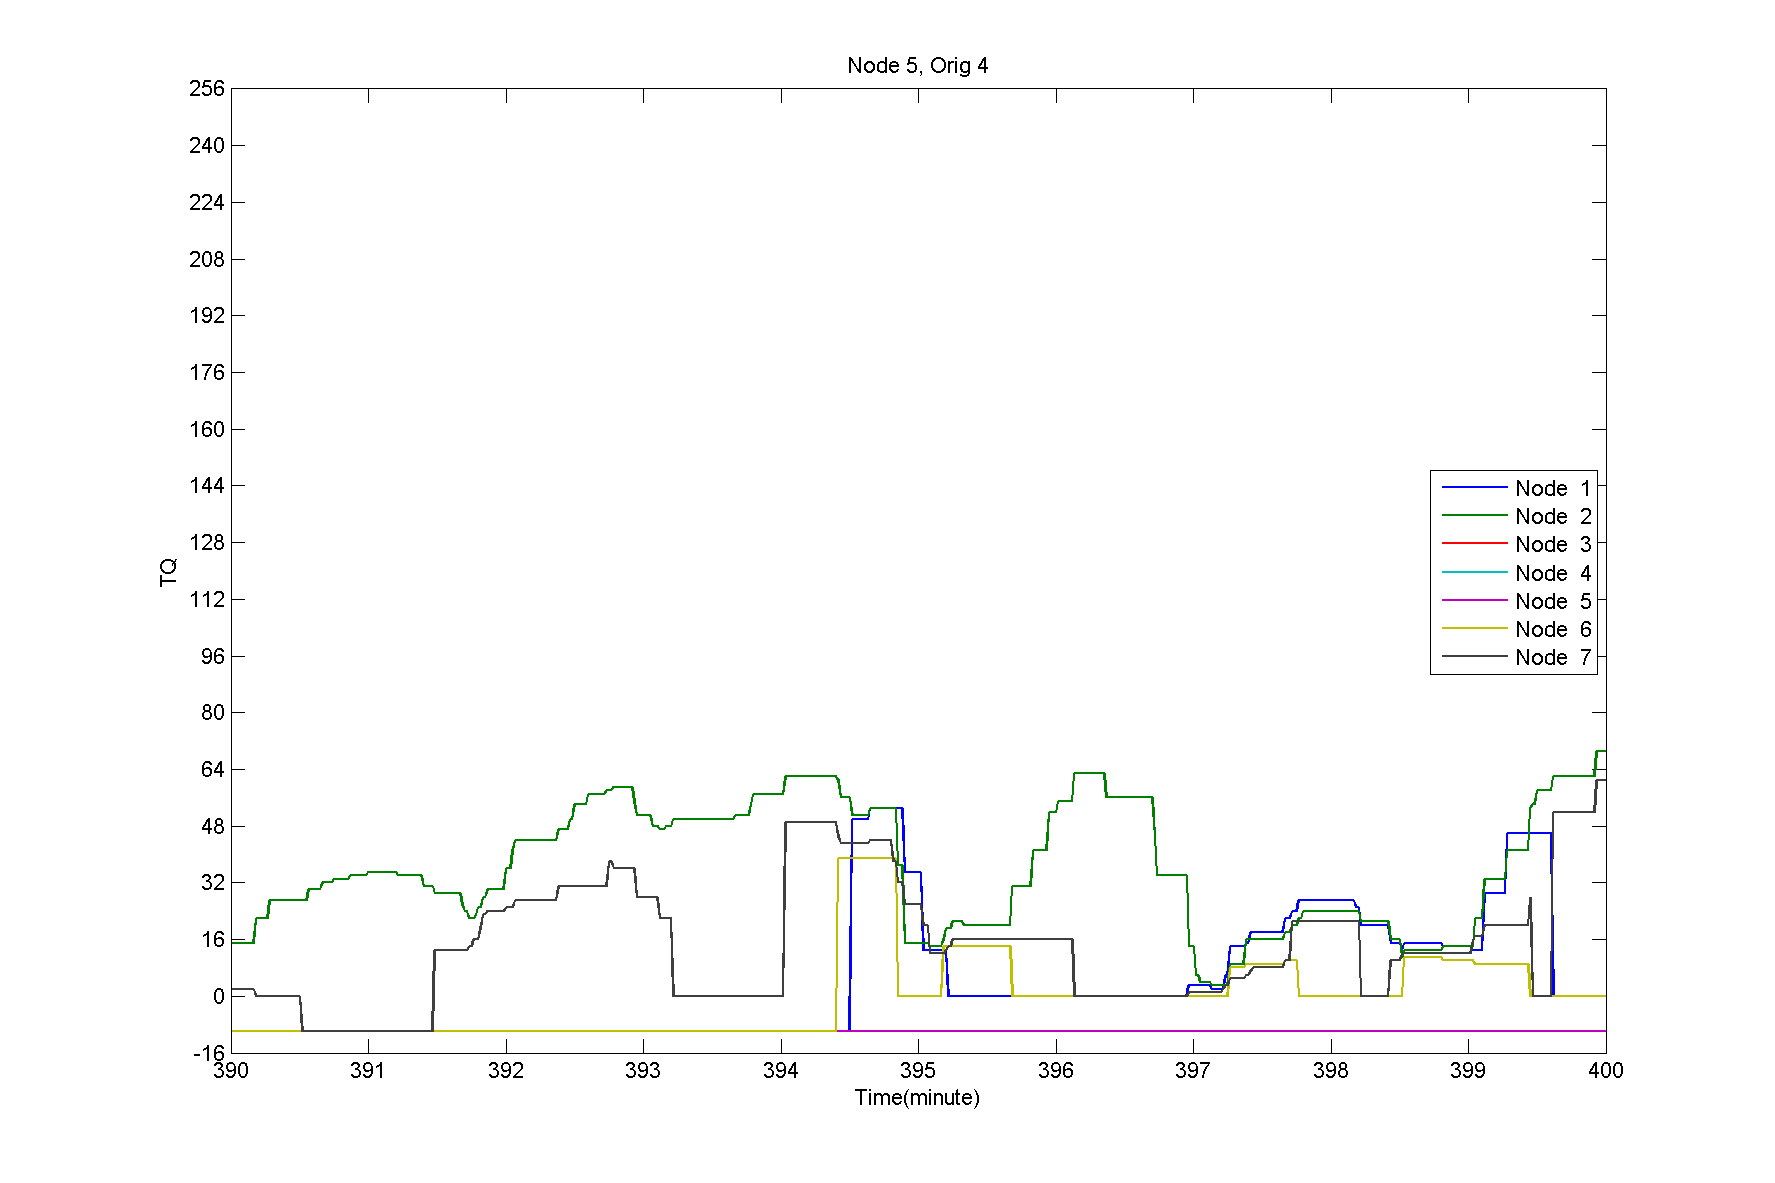 Node 5, Orig 4
256
240
224
208
192
176
160
144
128
112
96
80
64
48
32
16
0
-16
TQ
Node 1
Node 2
Node 3
Node 4
Node 5
Node 6
Node 7
390 391 392 393 394 395 396 397 398 399 400
Time(minute)